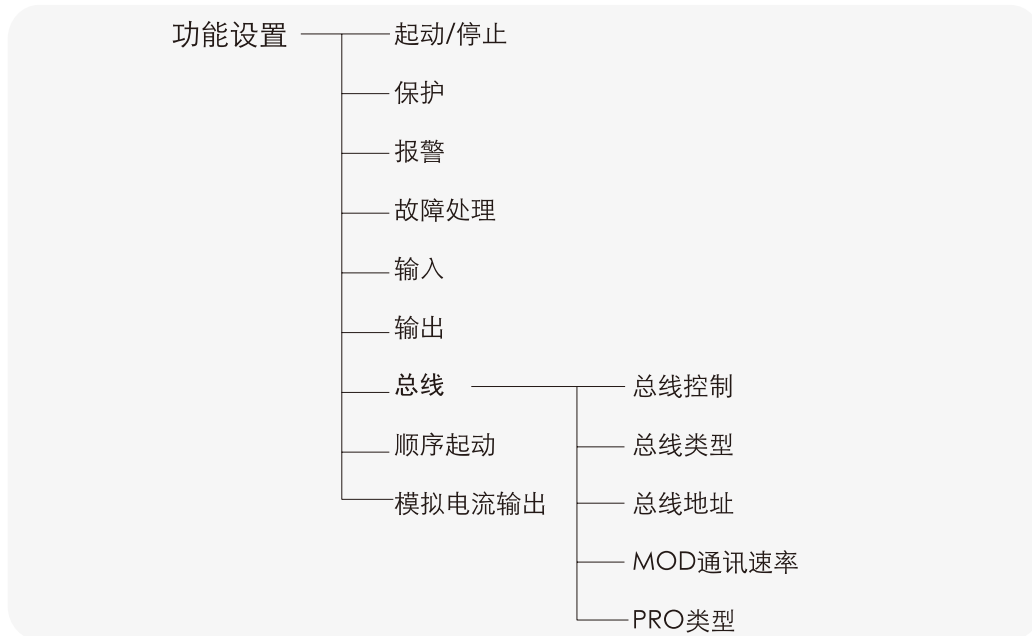 功能设置
起动/停止
保护
报警
故障处理
输入
输出
总线
顺序起动
模拟电流输出
总线控制
总线类型
总线地址
MOD通讯速率
PRO类型